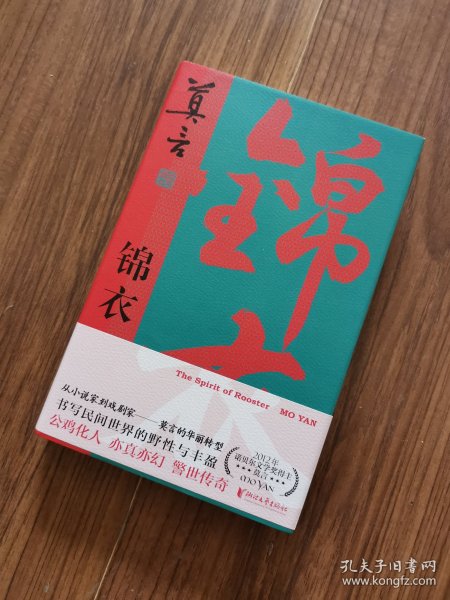 莫言
锦衣
锦衣
The Spirit of Rooster MO YAN
从小说家到戏剧家——莫言的华丽转型
书写民间世界的野性与丰盈
公鸡化人 亦真亦幻 警世传奇
2012年
诺贝尔文学奖得主
★★★ 莫言 ★★★
MO YAN
浙江文艺出版社
孔夫子旧书网
www.kongfz.com